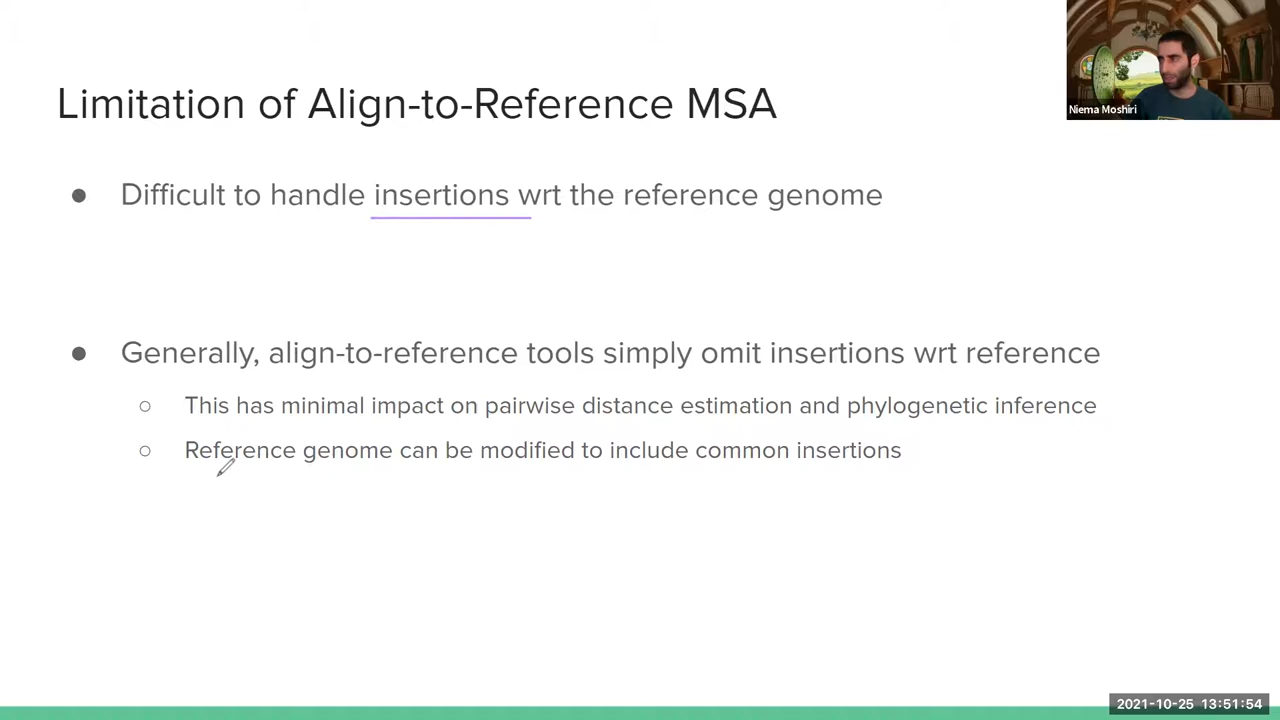 Niema Moshiri
Limitation of Align-to-Reference MSA
● Difficult to handle insertions wrt the reference genome
● Generally, align-to-reference tools simply omit insertions wrt reference
○ This has minimal impact on pairwise distance estimation and phylogenetic inference
○ Reference genome can be modified to include common insertions
2021-10-25 13:51:54